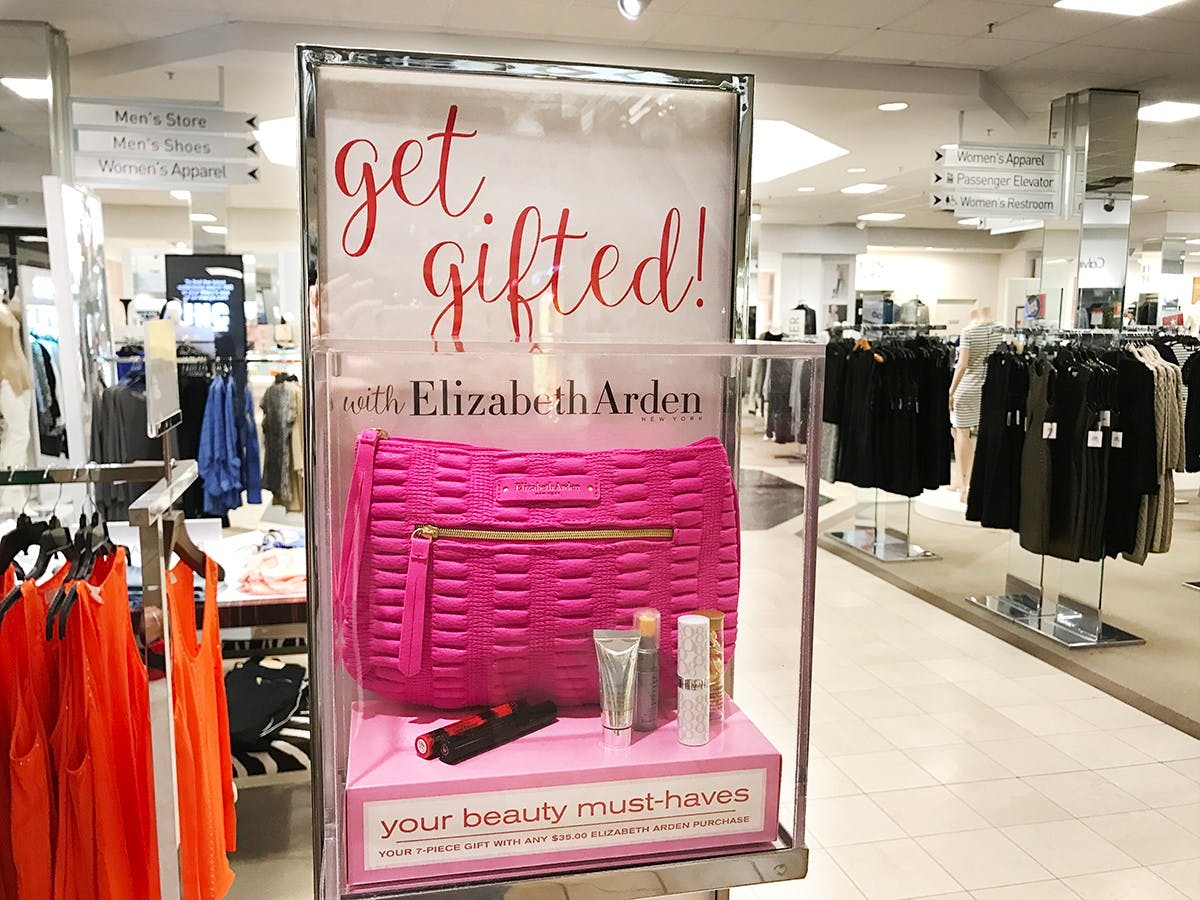 Men's Store
Men's Shoes
Women's Apparel
Women's Apparel
Passenger Elevator
Women's Restroom
get
gifted!
with Elizabeth Arden
NEW YORK
Elizabeth Arden
your beauty must-haves
YOUR 7-PIECE GIFT WITH ANY $35.00 ELIZABETH ARDEN PURCHASE